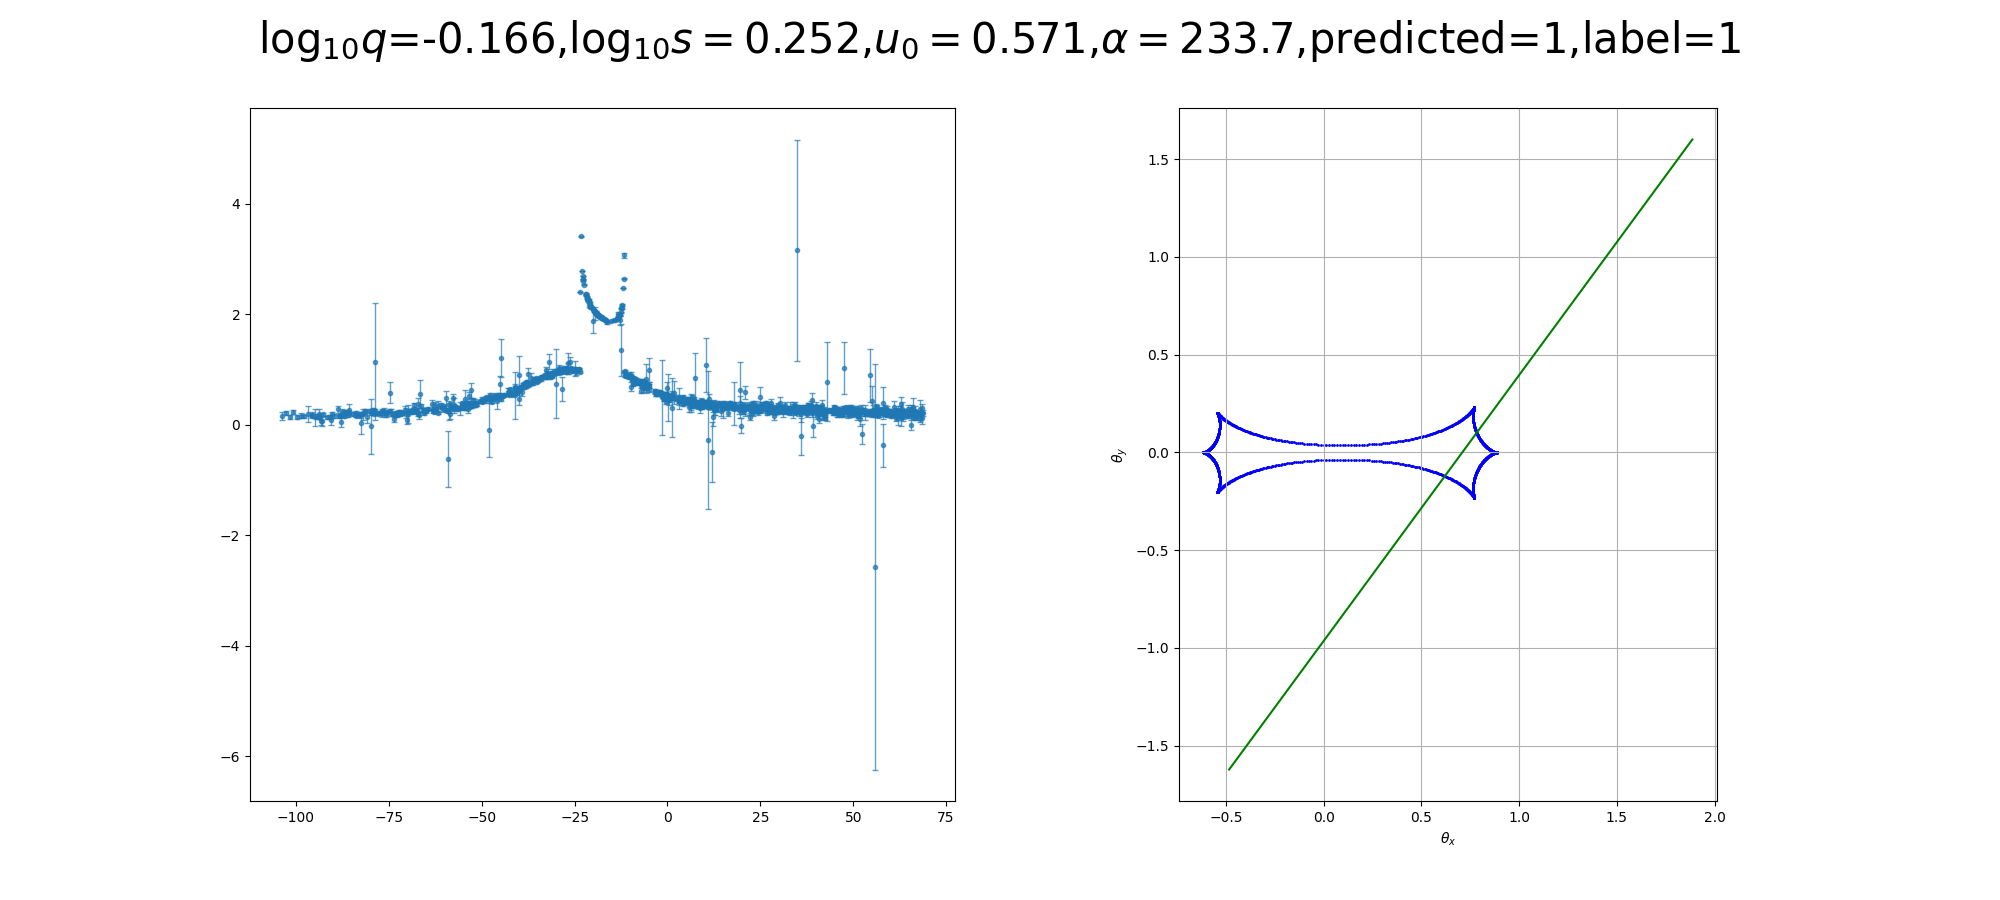 log₁₀q=-0.166,log₁₀s = 0.252,u₀ = 0.571,α = 233.7,predicted=1,label=1
4
2
0
−2
−4
−6
−100 −75 −50 −25 0 25 50 75
1.5
1.0
0.5
0.0
−0.5
−1.0
−1.5
θy
−0.5 0.0 0.5 1.0 1.5 2.0
θx